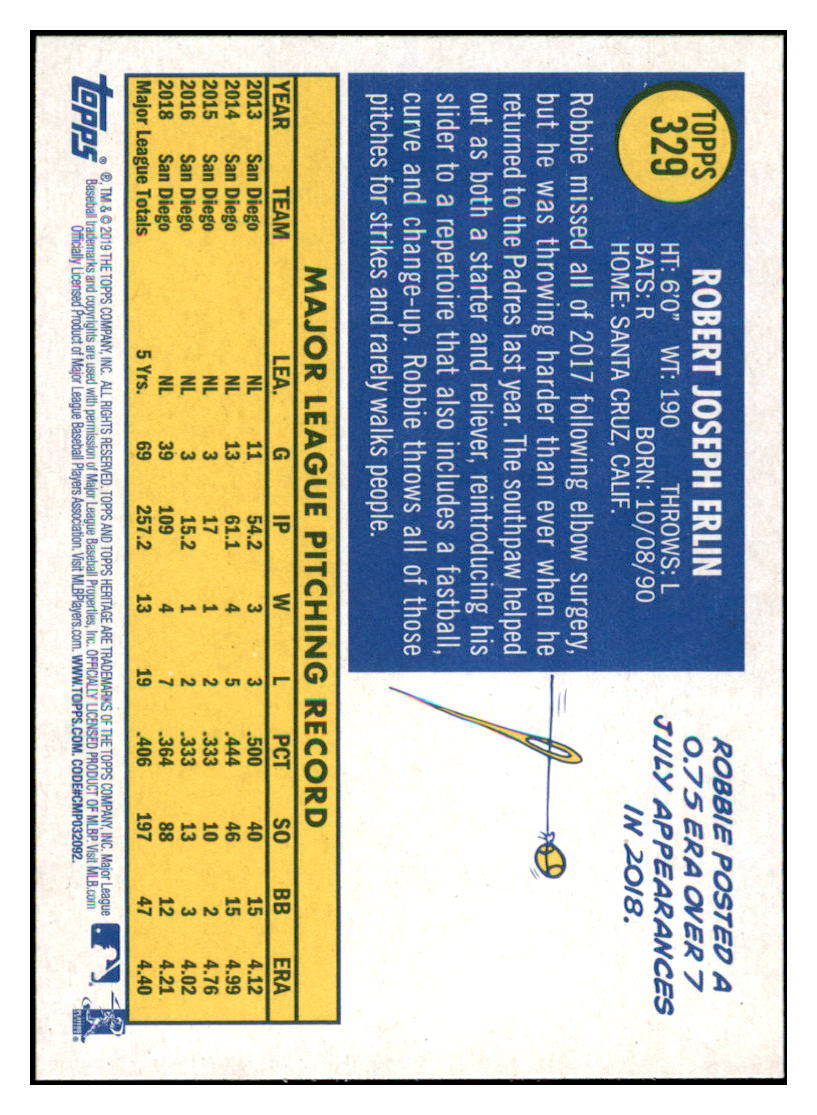 TOPPS
329
ROBERT JOSEPH ERLIN
HT: 6'0" WT: 190 THROWS: L
BATS: R BORN: 10/08/90
HOME: SANTA CRUZ, CALIF.
Robbie missed all of 2017 following elbow surgery,
but he was throwing harder than ever when he
returned to the Padres last year. The southpaw helped
out as both a starter and reliever, reintroducing his
slider to a repertoire that also includes a fastball,
curve and change-up. Robbie throws all of those
pitches for strikes and rarely walks people.
ROBBIE POSTED A
0.75 ERA OVER 7
JULY APPEARANCES
IN 2018.
MAJOR LEAGUE PITCHING RECORD
YEAR TEAM LEA. G IP W L PCT SO BB ERA
2013 San Diego NL 11 54.2 3 3 .500 40 15 4.12
2014 San Diego NL 13 61.1 4 5 .444 46 15 4.99
2015 San Diego NL 3 17 1 2 .333 10 2 4.76
2016 San Diego NL 3 15.2 1 2 .333 13 3 4.02
2018 San Diego NL 39 109 4 7 .364 88 12 4.21
Major League Totals 5 Yrs. 69 257.2 13 19 .406 197 47 4.40
topps®
®, TM & © 2019 THE TOPPS COMPANY, INC. ALL RIGHTS RESERVED. TOPPS AND TOPPS HERITAGE ARE TRADEMARKS OF THE TOPPS COMPANY, INC. Major League
Baseball trademarks and copyrights are used with permission of Major League Baseball Properties, Inc. OFFICIALLY LICENSED PRODUCT OF MLBP. Visit MLB.com
Officially Licensed Product of Major League Baseball Players Association. Visit MLBPlayers.com. WWW.TOPPS.COM. CODE#CMP032092.